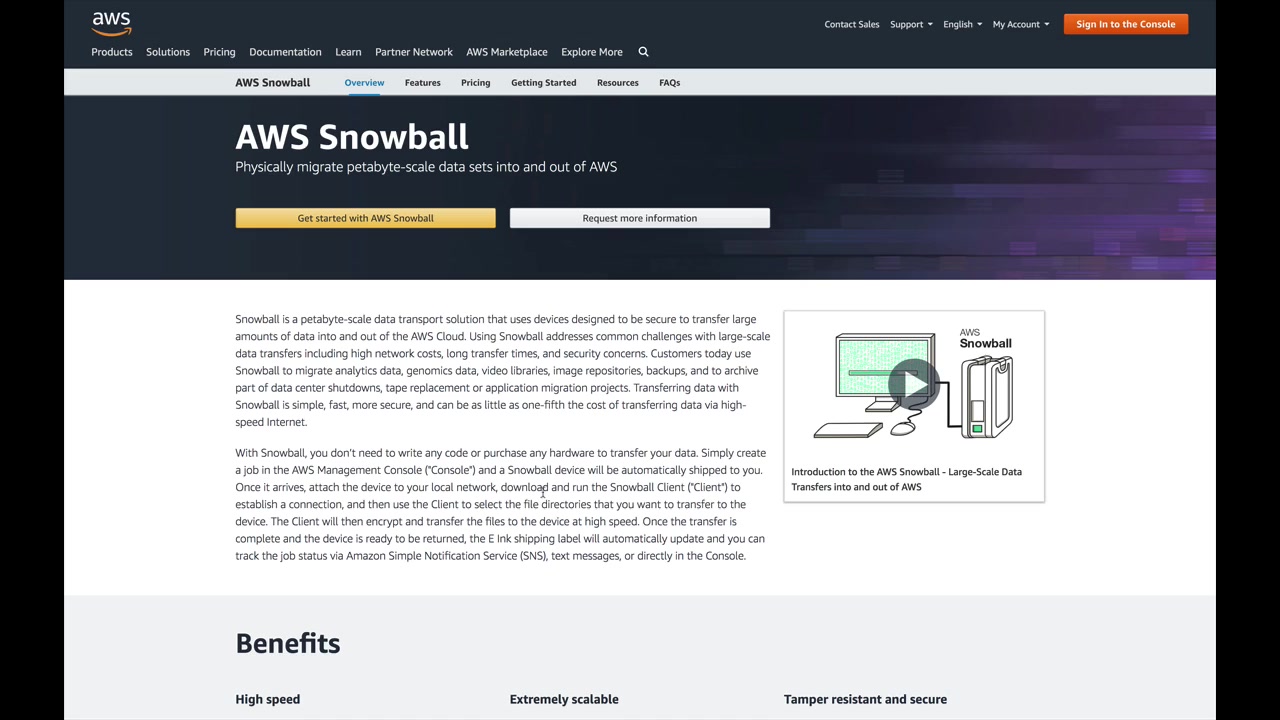 aws
Contact Sales Support English My Account Sign In to the Console
Products Solutions Pricing Documentation Learn Partner Network AWS Marketplace Explore More
AWS Snowball Overview Features Pricing Getting Started Resources FAQs
AWS Snowball
Physically migrate petabyte-scale data sets into and out of AWS
Get started with AWS Snowball Request more information
Snowball is a petabyte-scale data transport solution that uses devices designed to be secure to transfer large
amounts of data into and out of the AWS Cloud. Using Snowball addresses common challenges with large-scale
data transfers including high network costs, long transfer times, and security concerns. Customers today use
Snowball to migrate analytics data, genomics data, video libraries, image repositories, backups, and to archive
part of data center shutdowns, tape replacement or application migration projects. Transferring data with
Snowball is simple, fast, more secure, and can be as little as one-fifth the cost of transferring data via high-
speed Internet.
With Snowball, you don't need to write any code or purchase any hardware to transfer your data. Simply create
a job in the AWS Management Console ("Console") and a Snowball device will be automatically shipped to you.
Once it arrives, attach the device to your local network, download and run the Snowball Client ("Client") to
establish a connection, and then use the Client to select the file directories that you want to transfer to the
device. The Client will then encrypt and transfer the files to the device at high speed. Once the transfer is
complete and the device is ready to be returned, the E Ink shipping label will automatically update and you can
track the job status via Amazon Simple Notification Service (SNS), text messages, or directly in the Console.
AWS
Snowball
Introduction to the AWS Snowball - Large-Scale Data
Transfers into and out of AWS
Benefits
High speed Extremely scalable Tamper resistant and secure